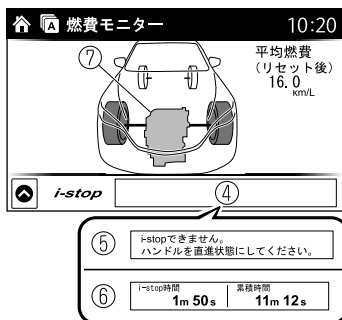 A 燃費モニター 10:20
⑦
平均燃費
(リセット後)
16.0
km/L
i-stop ④
⑤ i-stopできません。
ハンドルを直進状態にしてください。
⑥ i-stop時間 累積時間
1m 50s 11m 12s